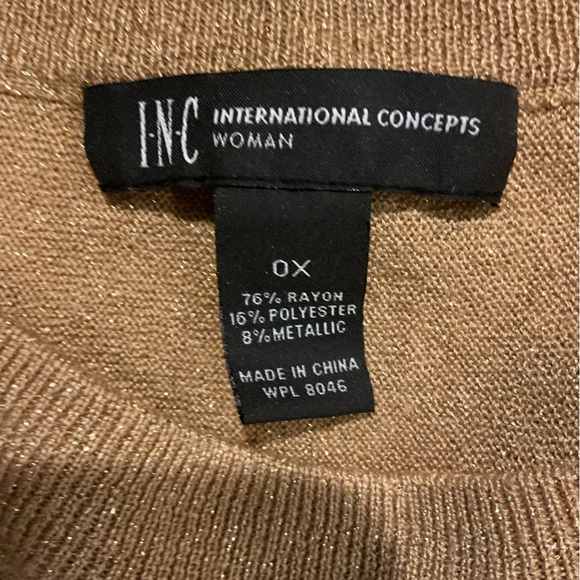 I·N·C INTERNATIONAL CONCEPTS
WOMAN
0X
76% RAYON
16% POLYESTER
8% METALLIC
MADE IN CHINA
WPL 8046